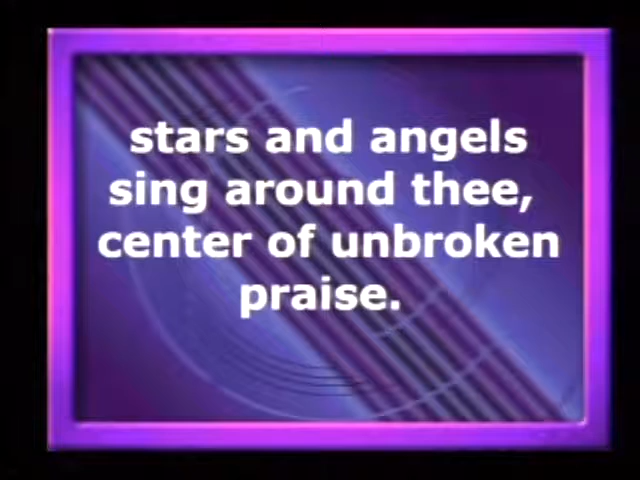 stars and angels
sing around thee,
center of unbroken
praise.